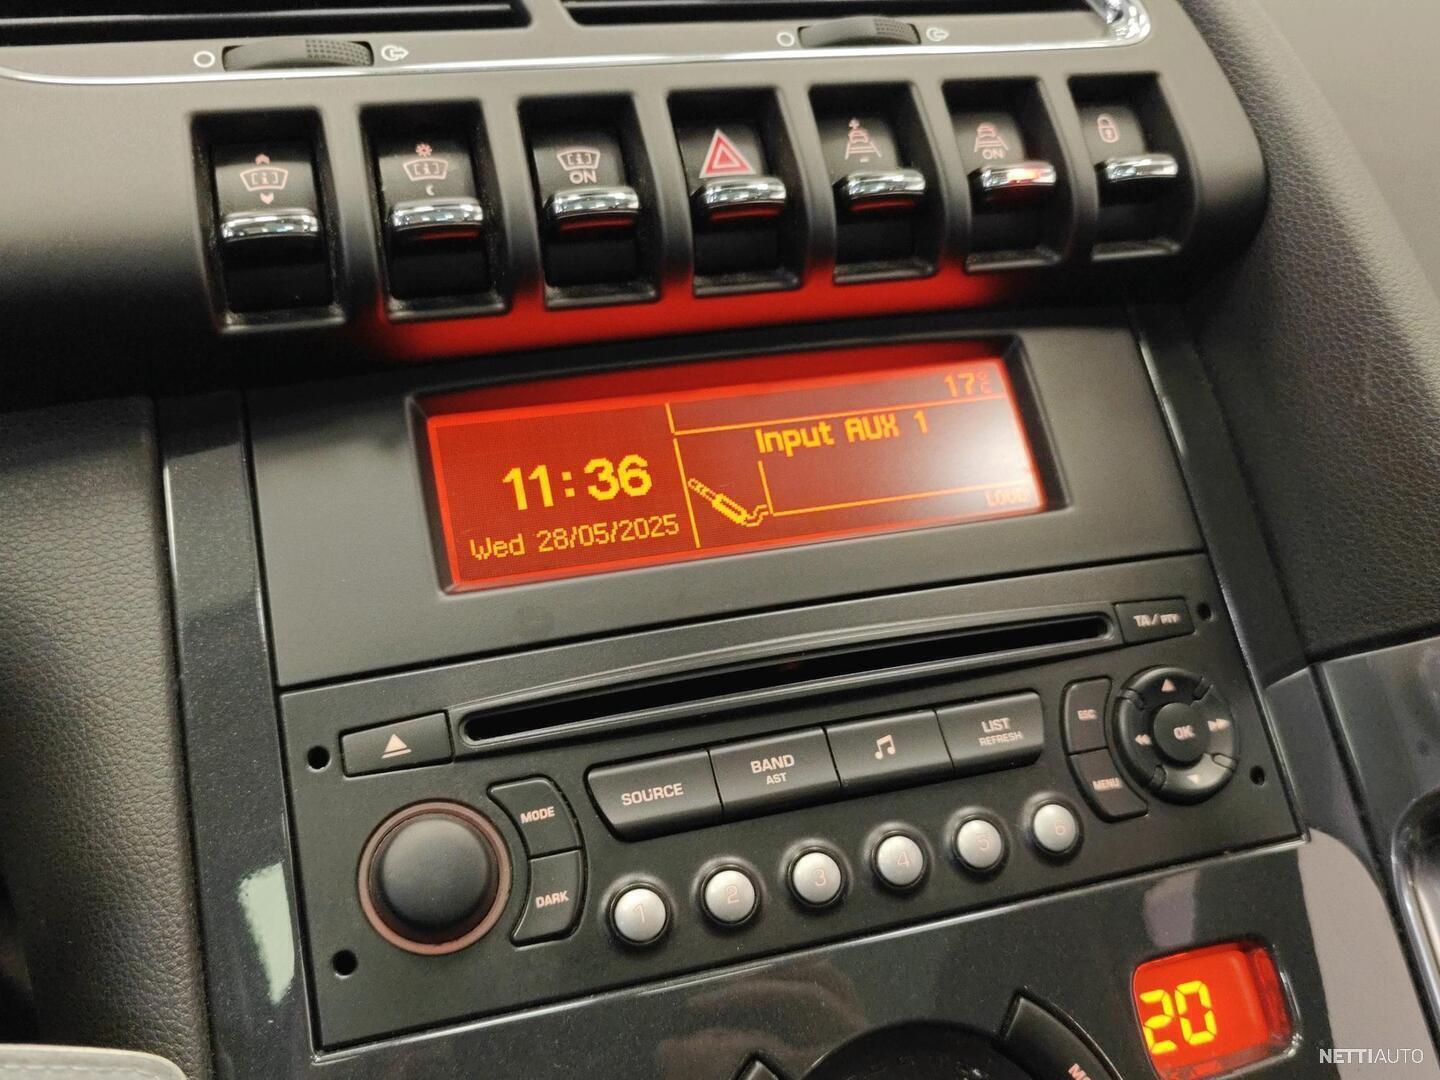 ON
ON
17°C
Input AUX 1
11:36
LOUD
Wed 28/05/2025
TA / PTY
SOURCE
BAND
AST
LIST
REFRESH
ESC
OK
MENU
MODE
DARK
1
2
3
4
5
6
20
NETTIAUTO